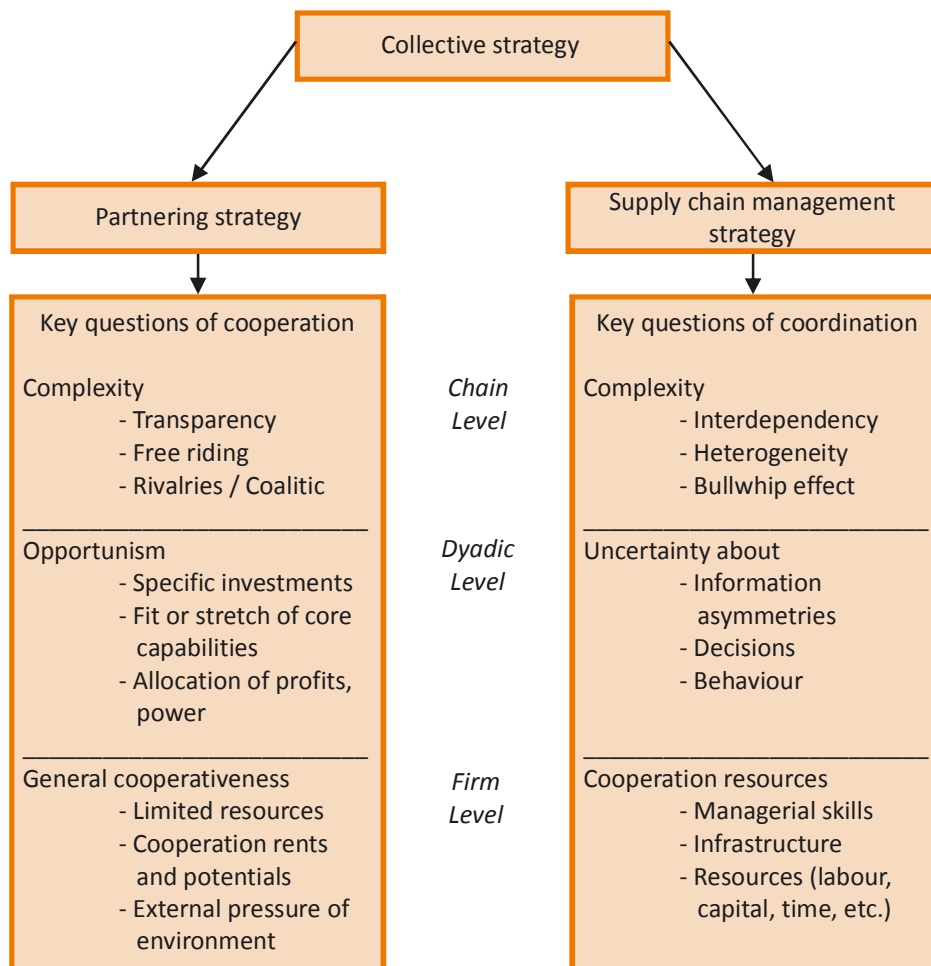 Collective strategy
Partnering strategy
Supply chain management
strategy
Key questions of cooperation
Complexity
- Transparency
- Free riding
- Rivalries / Coalitic
Opportunism
- Specific investments
- Fit or stretch of core
capabilities
- Allocation of profits,
power
General cooperativeness
- Limited resources
- Cooperation rents
and potentials
- External pressure of
environment
Chain
Level
Dyadic
Level
Firm
Level
Key questions of coordination
Complexity
- Interdependency
- Heterogeneity
- Bullwhip effect
Uncertainty about
- Information
asymmetries
- Decisions
- Behaviour
Cooperation resources
- Managerial skills
- Infrastructure
- Resources (labour,
capital, time, etc.)